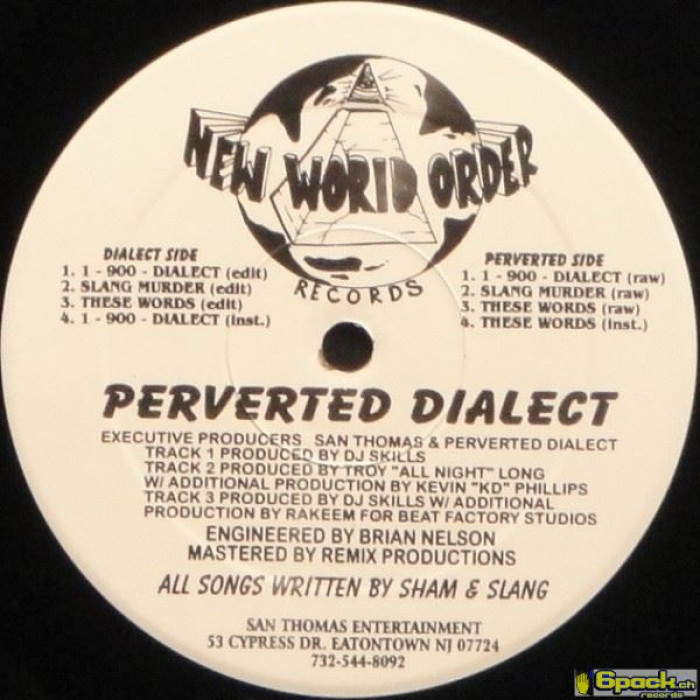 NEW WORLD ORDER
RECORDS
DIALECT SIDE
1. 1 - 900 - DIALECT (edit)
2. SLANG MURDER (edit)
3. THESE WORDS (edit)
4. 1 - 900 - DIALECT (inst.)
PERVERTED SIDE
1. 1 - 900 - DIALECT (raw)
2. SLANG MURDER (raw)
3. THESE WORDS (raw)
4. THESE WORDS (inst.)
PERVERTED DIALECT
EXECUTIVE PRODUCERS SAN THOMAS & PERVERTED DIALECT
TRACK 1 PRODUCED BY DJ SKILLS
TRACK 2 PRODUCED BY TROY "ALL NIGHT" LONG
W/ ADDITIONAL PRODUCTION BY KEVIN "KD" PHILLIPS
TRACK 3 PRODUCED BY DJ SKILLS W/ ADDITIONAL
PRODUCTION BY RAKEEM FOR BEAT FACTORY STUDIOS
ENGINEERED BY BRIAN NELSON
MASTERED BY REMIX PRODUCTIONS
ALL SONGS WRITTEN BY SHAM & SLANG
SAN THOMAS ENTERTAINMENT
53 CYPRESS DR. EATONTOWN NJ 07724
732-544-8092
6pack.ch
records